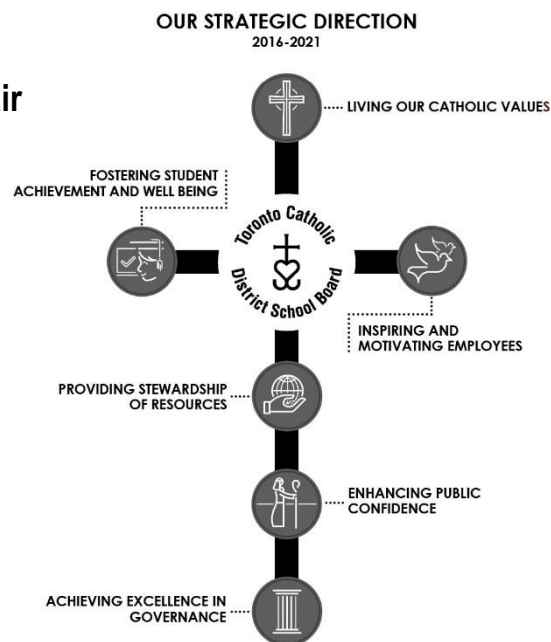 OUR STRATEGIC DIRECTION
2016-2021
ir
LIVING OUR CATHOLIC VALUES
FOSTERING STUDENT
ACHIEVEMENT AND WELL BEING
Toronto Catholic
District School Board
INSPIRING AND
MOTIVATING EMPLOYEES
PROVIDING STEWARDSHIP
OF RESOURCES
ENHANCING PUBLIC
CONFIDENCE
ACHIEVING EXCELLENCE IN
GOVERNANCE